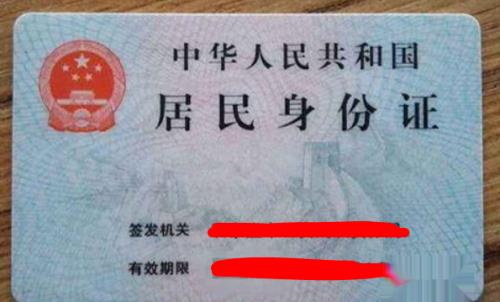 中华人民共和国
居民身份证
签发机关
有效期限